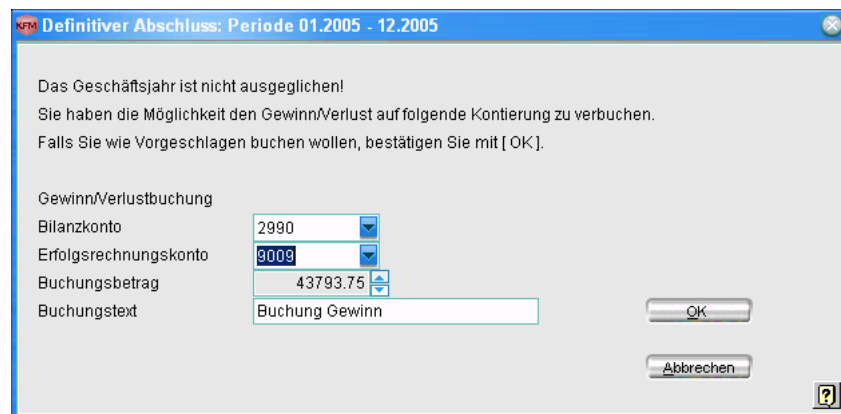 KFM Definitiver Abschluss: Periode 01.2005 - 12.2005
Das Geschäftsjahr ist nicht ausgeglichen!
Sie haben die Möglichkeit den Gewinn/Verlust auf folgende Kontierung zu verbuchen.
Falls Sie wie Vorgeschlagen buchen wollen, bestätigen Sie mit [ OK ].
Gewinn/Verlustbuchung
Bilanzkonto 2990
Erfolgsrechnungskonto 9009
Buchungsbetrag 43793.75
Buchungstext Buchung Gewinn OK
Abbrechen
?